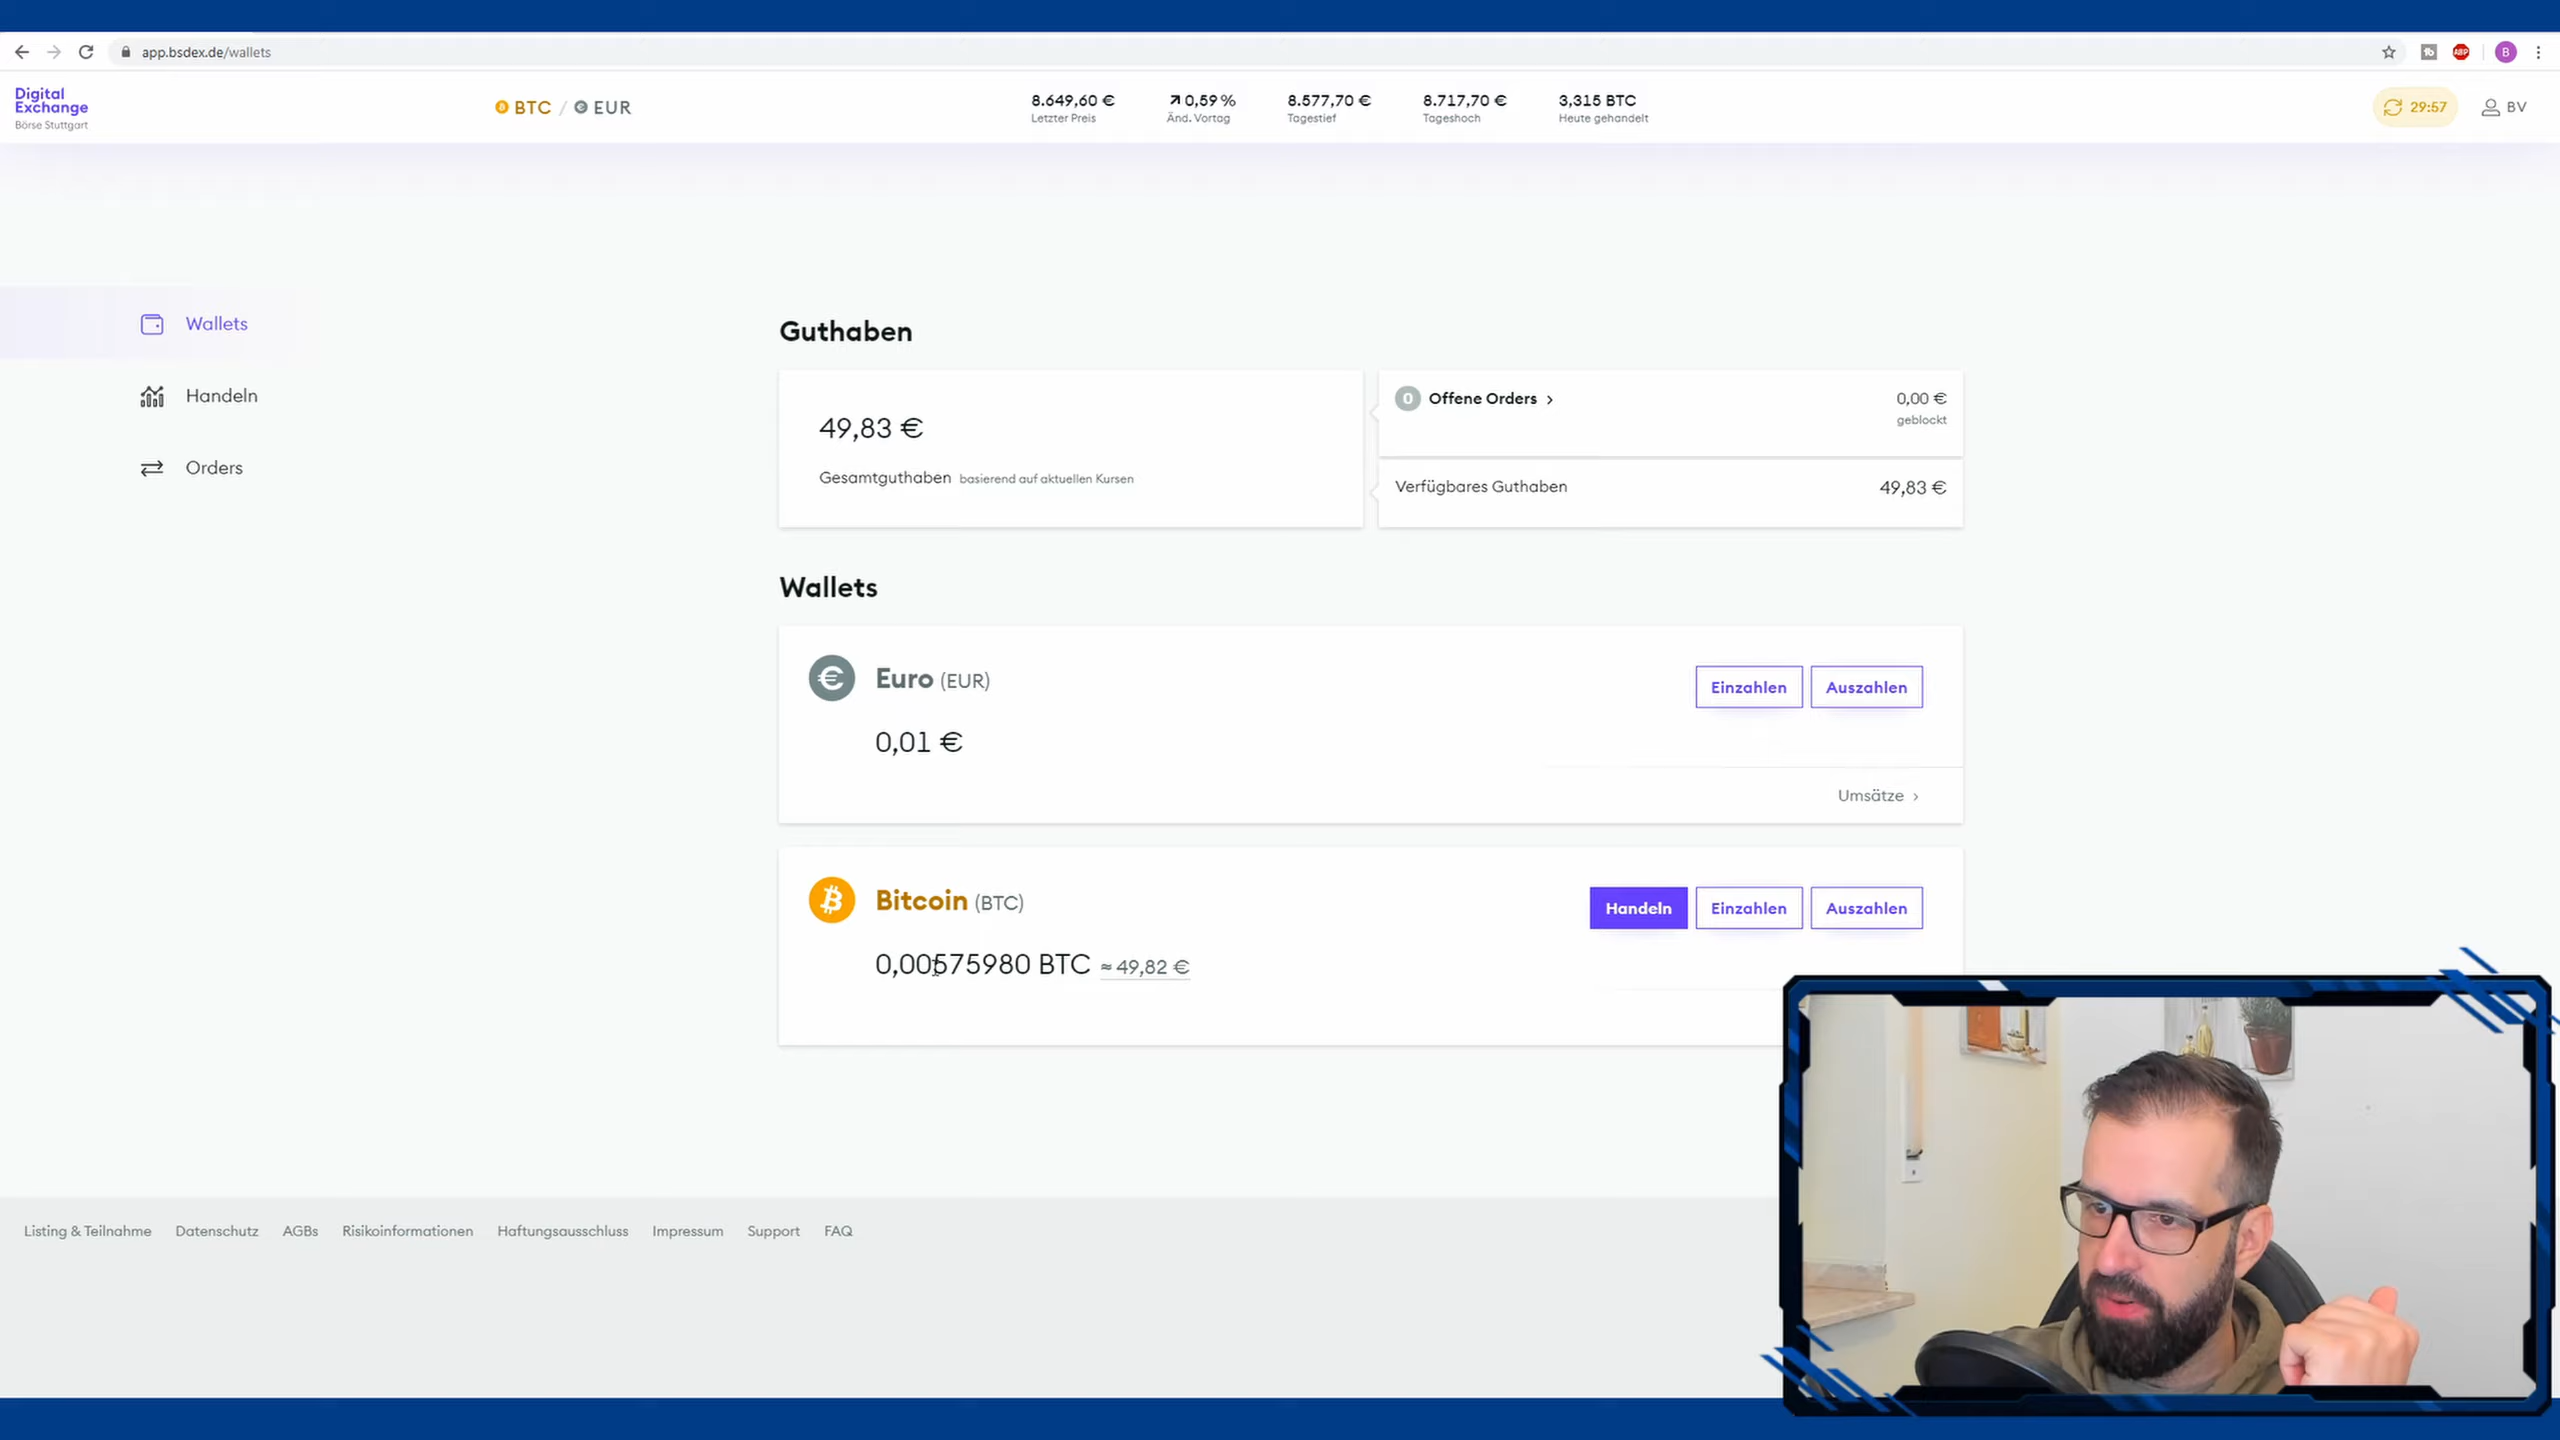 app.bsdex.de/wallets
Digital
Exchange
Börse Stuttgart
BTC / EUR
8.649,60 €
Letzter Preis
0,59 %
Änd. Vortag
8.577,70 €
Tagestief
8.717,70 €
Tageshoch
3,315 BTC
Heute gehandelt
29:57
BV
B
ABP
Wallets
Handeln
Orders
Guthaben
49,83 €
Gesamtguthaben basierend auf aktuellen Kursen
0 Offene Orders > 0,00 €
geblockt
Verfügbares Guthaben 49,83 €
Wallets
Euro (EUR)
Einzahlen Auszahlen
0,01 €
Umsätze >
Bitcoin (BTC)
Handeln Einzahlen Auszahlen
0,00575980 BTC ≈ 49,82 €
Listing & Teilnahme Datenschutz AGBs Risikoinformationen Haftungsausschluss Impressum Support FAQ